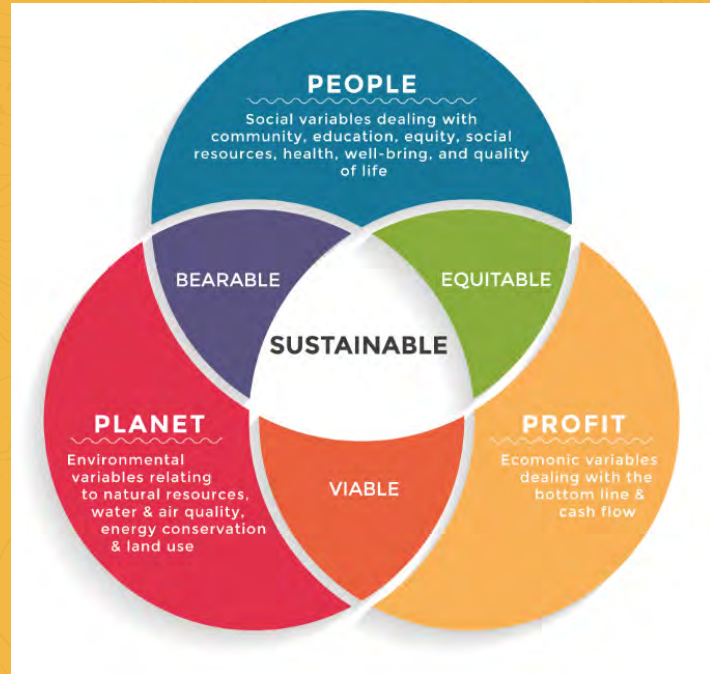 PEOPLE
Social variables dealing with
community, education, equity, social
resources, health, well-bring, and quality
of life
BEARABLE
EQUITABLE
SUSTAINABLE
PLANET
Environmental
variables relating
to natural resources,
water & air quality,
energy conservation
& land use
VIABLE
PROFIT
Ecomonic variables
dealing with the
bottom line &
cash flow